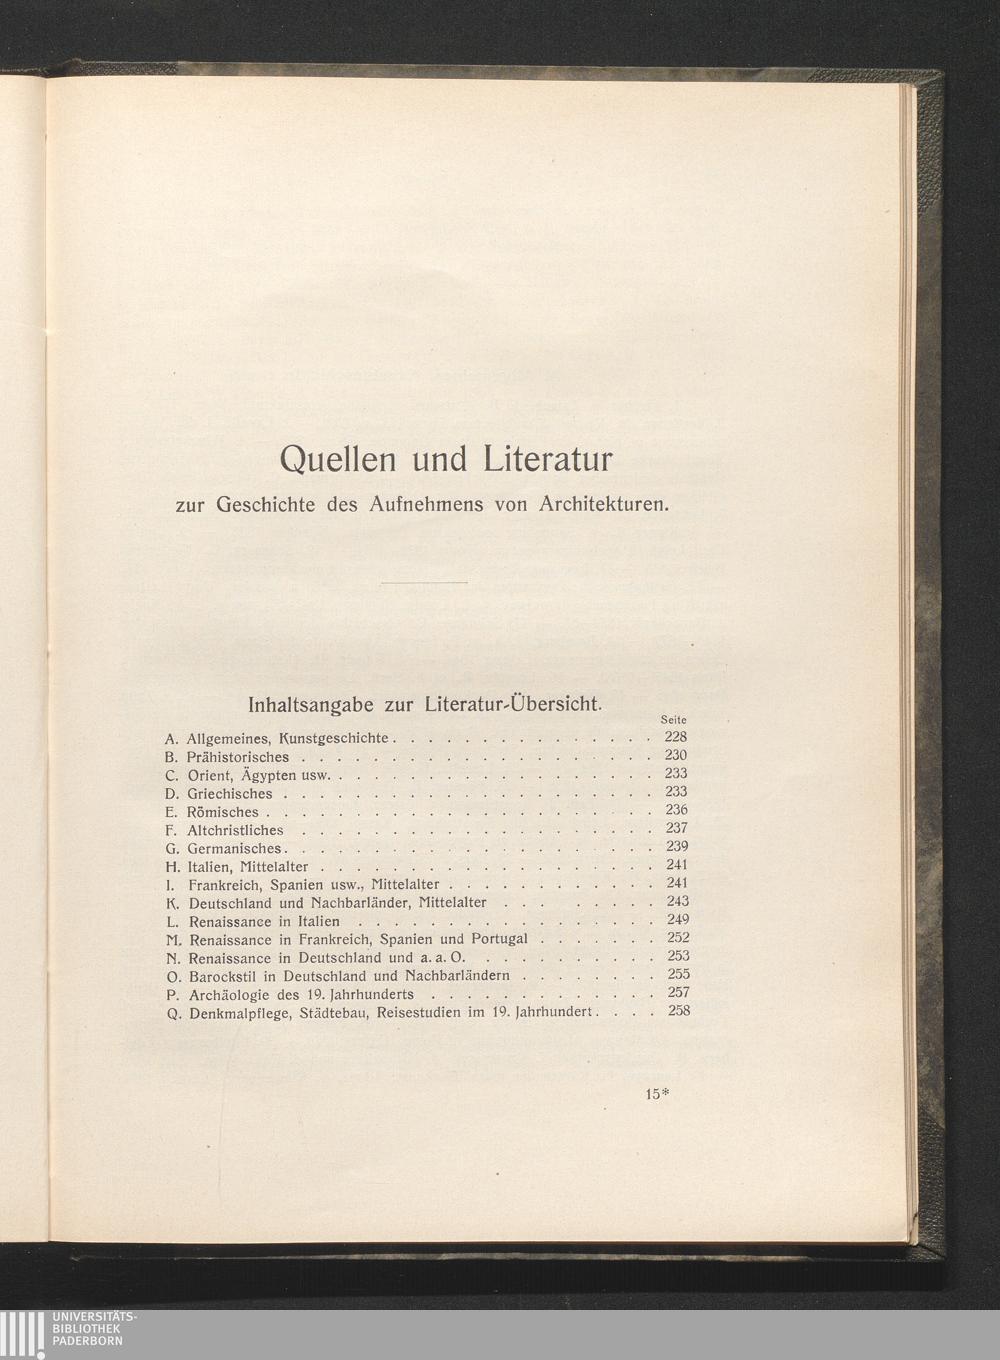 Quellen und Literatur
zur Geschichte des Aufnehmens von Architekturen.
Inhaltsangabe zur Literatur-Übersicht.
Seite
A. Allgemeines, Kunstgeschichte . . . . . . . . . . . . . . . 228
B. Prähistorisches . . . . . . . . . . . . . . . . . . . . 230
C. Orient, Ägypten usw. . . . . . . . . . . . . . . . . . . 233
D. Griechisches . . . . . . . . . . . . . . . . . . . . . 233
E. Römisches . . . . . . . . . . . . . . . . . . . . . . 236
F. Altchristliches . . . . . . . . . . . . . . . . . . . . 237
G. Germanisches . . . . . . . . . . . . . . . . . . . . . 239
H. Italien, Mittelalter . . . . . . . . . . . . . . . . . . . 241
I. Frankreich, Spanien usw., Mittelalter . . . . . . . . . . . . 241
K. Deutschland und Nachbarländer, Mittelalter . . . . . . . . 243
L. Renaissance in Italien . . . . . . . . . . . . . . . . . 249
M. Renaissance in Frankreich, Spanien und Portugal . . . . . . . 252
N. Renaissance in Deutschland und a. a. O. . . . . . . . . . . 253
O. Barockstil in Deutschland und Nachbarländern . . . . . . . . 255
P. Archäologie des 19. Jahrhunderts . . . . . . . . . . . . . 257
Q. Denkmalpflege, Städtebau, Reisestudien im 19. Jahrhundert . . . . 258
15*
UNIVERSITÄTS-
BIBLIOTHEK
PADERBORN